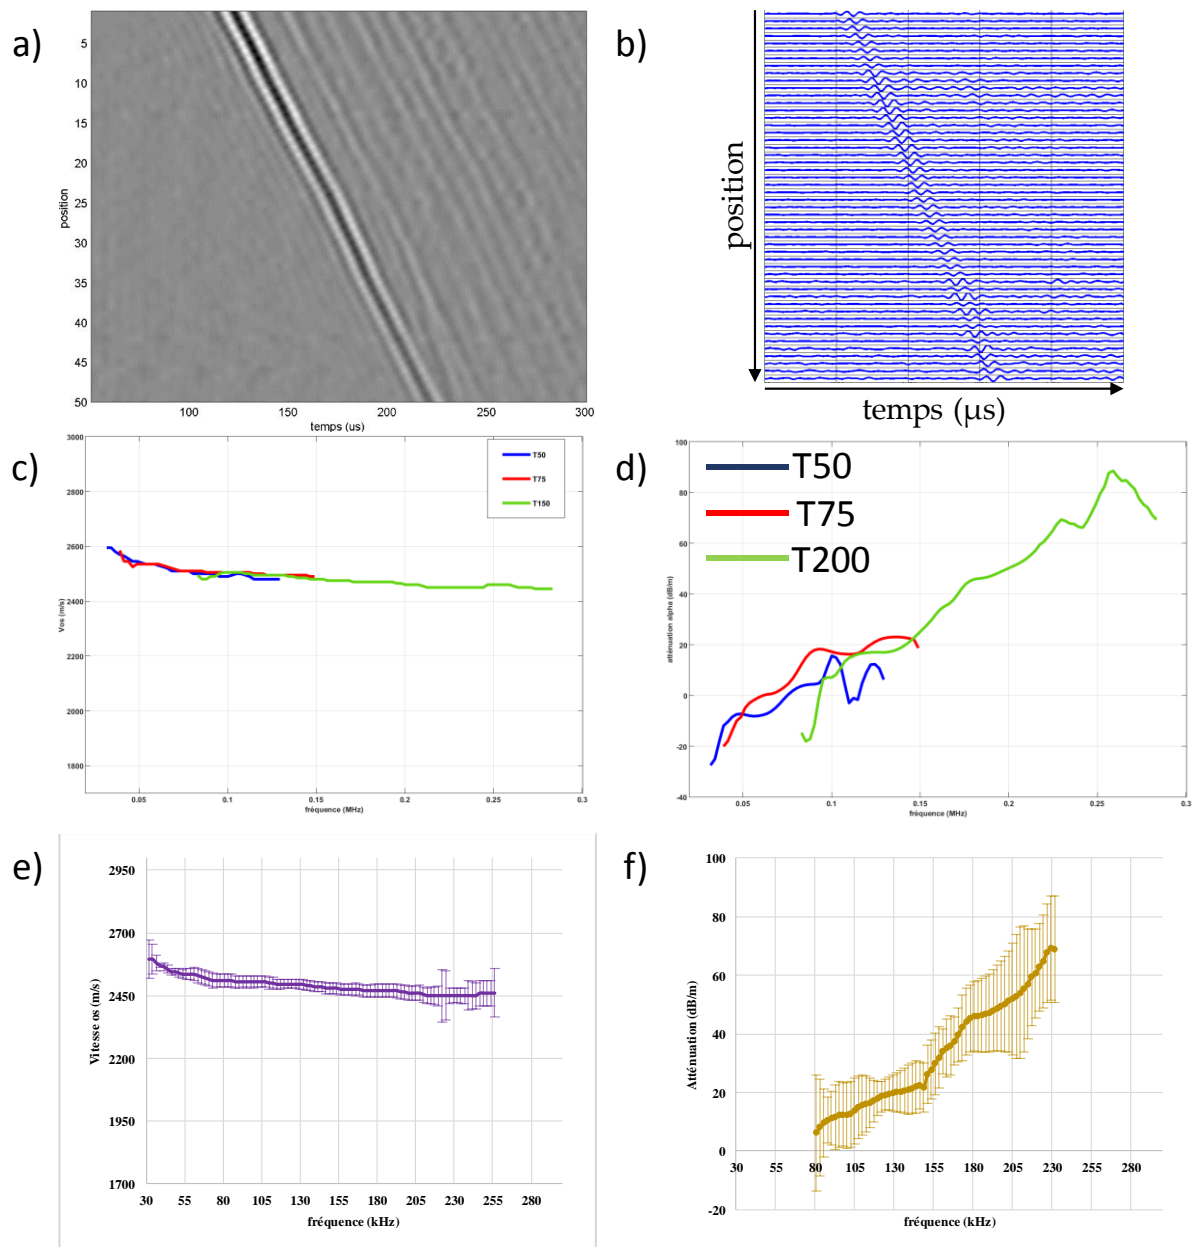 a)
5
10
15
20
25
30
35
40
45
50
position
100 150 200 250 300
temps (us)
b)
position
temps (µs)
c)
3000
2800
2600
2400
2200
2000
1800
Vos (m/s)
T50
T75
T150
0.05 0.1 0.15 0.2 0.25 0.3
fréquence (MHz)
d)
100
80
60
40
20
0
-20
-40
atténuation alpha (dB/m)
T50
T75
T200
0.05 0.1 0.15 0.2 0.25 0.3
fréquence (MHz)
e)
2950
2700
2450
2200
1950
1700
Vitesse os (m/s)
30 55 80 105 130 155 180 205 230 255 280
fréquence (kHz)
f)
100
80
60
40
20
0
-20
Atténuation (dB/m)
30 55 80 105 130 155 180 205 230 255 280
fréquence (kHz)